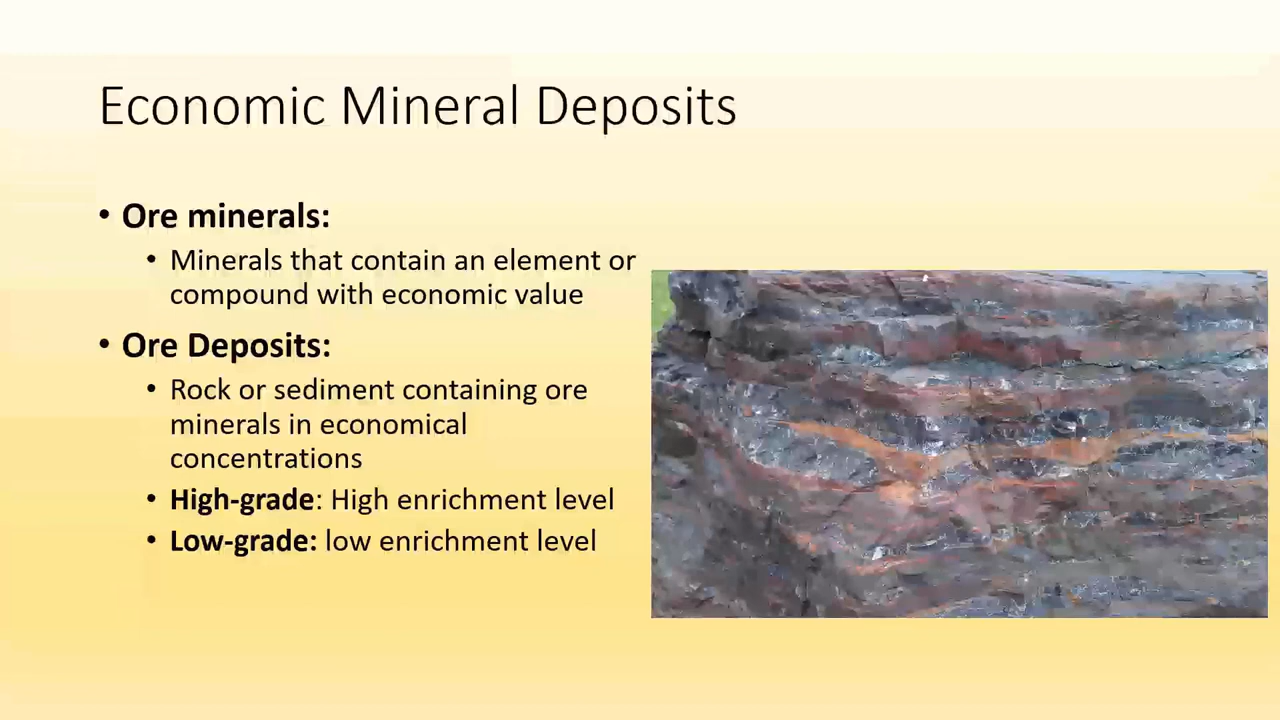 Economic Mineral Deposits
• Ore minerals:
• Minerals that contain an element or
compound with economic value
• Ore Deposits:
• Rock or sediment containing ore
minerals in economical
concentrations
• High-grade: High enrichment level
• Low-grade: low enrichment level